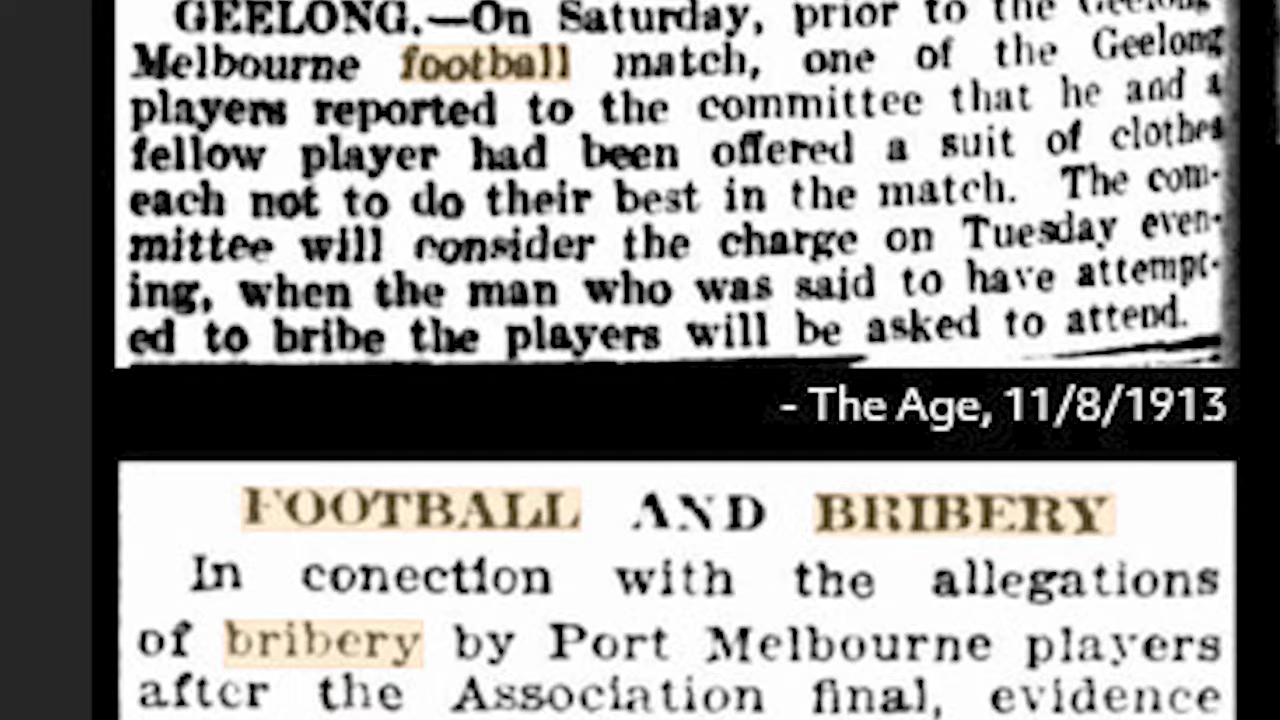 GEELONG.—On Saturday, prior to the Geelong
Melbourne football match, one of the Geelong
players reported to the committee that he and a
fellow player had been offered a suit of clothes
each not to do their best in the match. The com-
mittee will consider the charge on Tuesday even-
ing, when the man who was said to have attempt-
ed to bribe the players will be asked to attend.
- The Age, 11/8/1913
FOOTBALL AND BRIBERY
In conection with the allegations
of bribery by Port Melbourne players
after the Association final, evidence